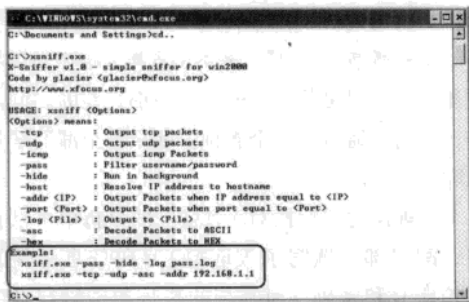 C:\WINDOWS\system32\cmd.exe
C:\Documents and Settings>cd..
C:\>xsniff.exe
X-Sniffer v1.0 - simple sniffer for win2000
Code by glacier <glacier@xfocus.org>
http://www.xfocus.org
USAGE: xsniff <Options>
<Options> means:
-tcp : Output tcp packets
-udp : Output udp packets
-icmp : Output icmp Packets
-pass : Filter username/password
-hide : Run in background
-host : Resolve IP address to hostname
-addr <IP> : Output Packets when IP address equal to <IP>
-port <Port> : Output Packets when port equal to <Port>
-log <File> : Output to <File>
-asc : Decode Packets to ASCII
-hex : Decode Packets to HEX
Example:
xsiff.exe -pass -hide -log pass.log
xsiff.exe -tcp -udp -asc -addr 192.168.1.1
C:\>_